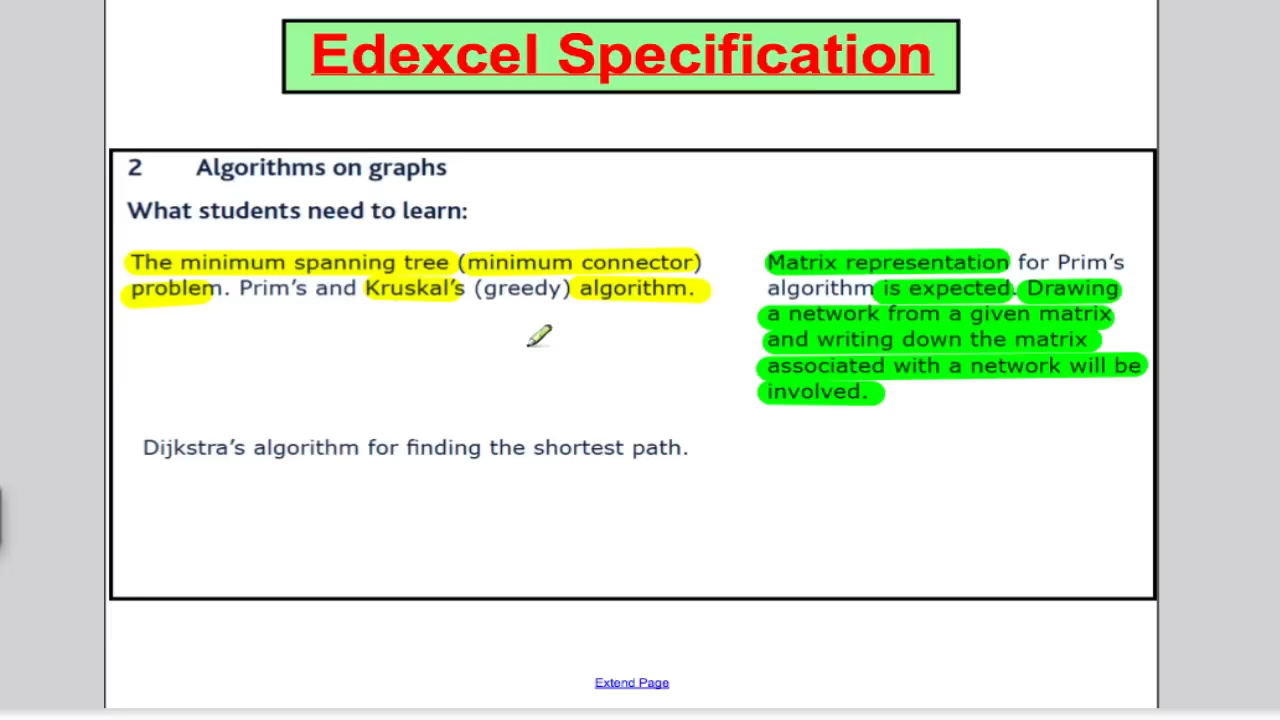 Edexcel Specification
2 Algorithms on graphs
What students need to learn:
The minimum spanning tree (minimum connector)
problem. Prim's and Kruskal's (greedy) algorithm.
Matrix representation for Prim's
algorithm is expected. Drawing
a network from a given matrix
and writing down the matrix
associated with a network will be
involved.
Dijkstra's algorithm for finding the shortest path.
Extend Page